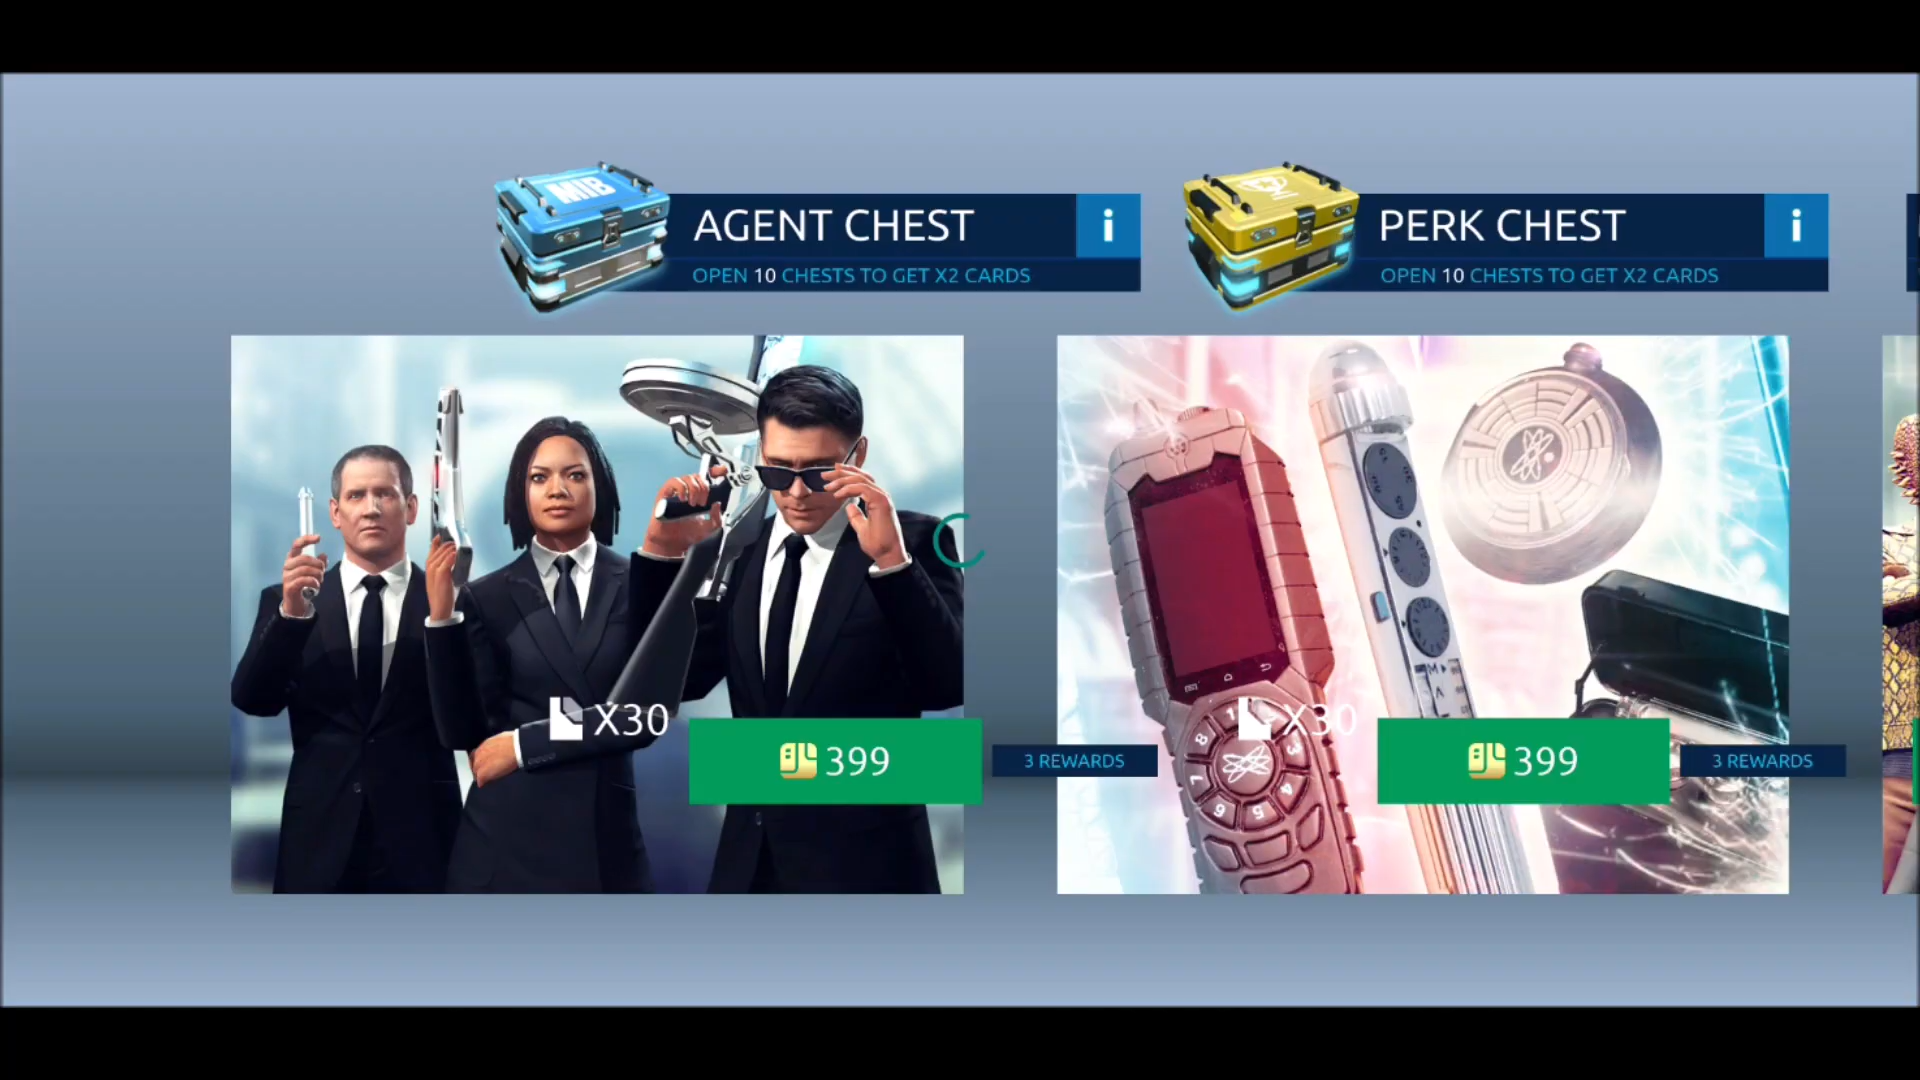 MIB
AGENT CHEST
i
OPEN 10 CHESTS TO GET X2 CARDS
PERK CHEST
i
OPEN 10 CHESTS TO GET X2 CARDS
X30
399
3 REWARDS
X30
399
3 REWARDS